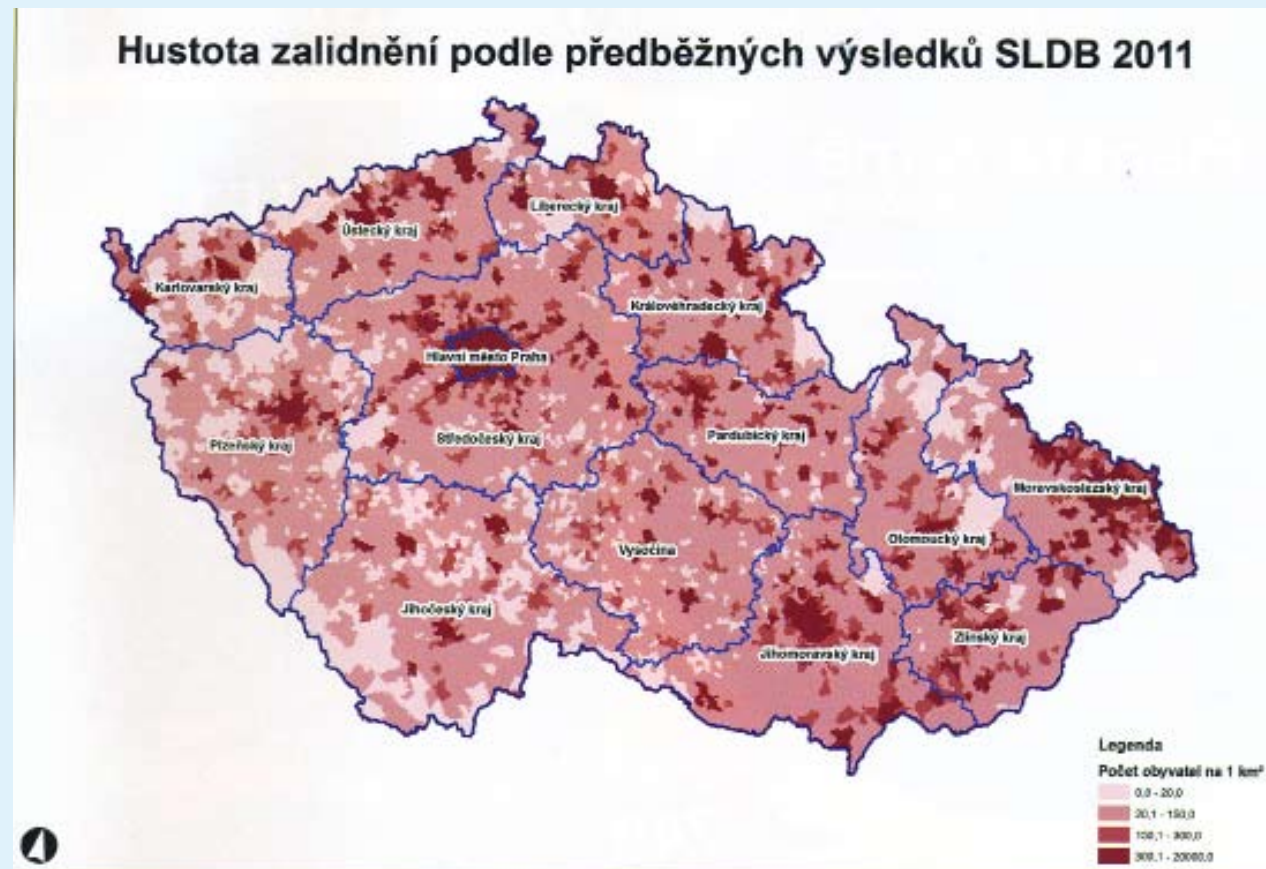 Hustota zalidnění podle předběžných výsledků SLDB 2011
Liberecký kraj
Ústecký kraj
Karlovarský kraj
Královéhradecký kraj
Hlavní město Praha
Plzeňský kraj
Středočeský kraj
Pardubický kraj
Moravskoslezský kraj
Olomoucký kraj
Vysočina
Jihočeský kraj
Zlínský kraj
Jihomoravský kraj
Legenda
Počet obyvatel na 1 km²
0,0 - 20,0
20,1 - 150,0
150,1 - 300,0
300,1 - 20000,0